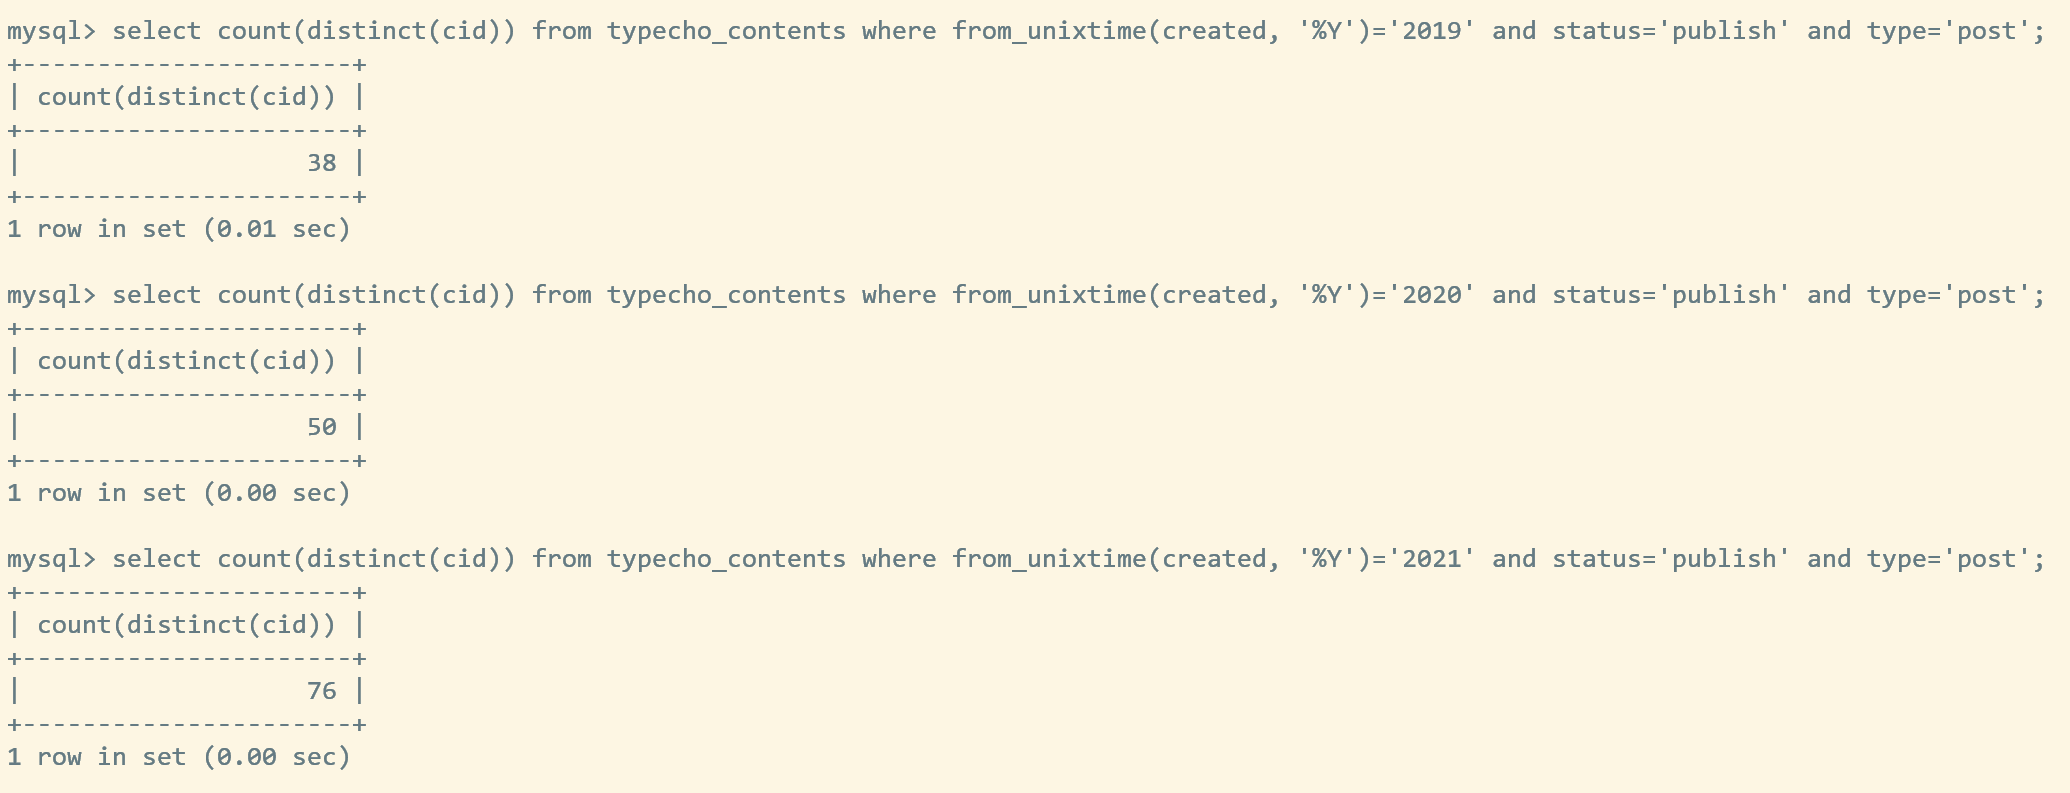 mysql> select count(distinct(cid)) from typecho_contents where from_unixtime(created, '%Y')='2019' and status='publish' and type='post';
+----------------------+
| count(distinct(cid)) |
+----------------------+
|                   38 |
+----------------------+
1 row in set (0.01 sec)

mysql> select count(distinct(cid)) from typecho_contents where from_unixtime(created, '%Y')='2020' and status='publish' and type='post';
+----------------------+
| count(distinct(cid)) |
+----------------------+
|                   50 |
+----------------------+
1 row in set (0.00 sec)

mysql> select count(distinct(cid)) from typecho_contents where from_unixtime(created, '%Y')='2021' and status='publish' and type='post';
+----------------------+
| count(distinct(cid)) |
+----------------------+
|                   76 |
+----------------------+
1 row in set (0.00 sec)